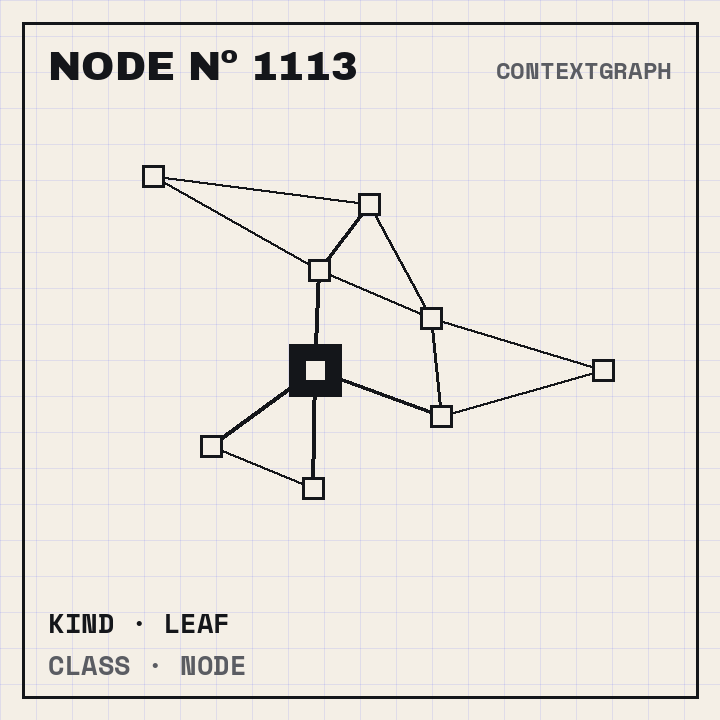 NODE Nº 1113
CONTEXTGRAPH
KIND · LEAF
CLASS · NODE